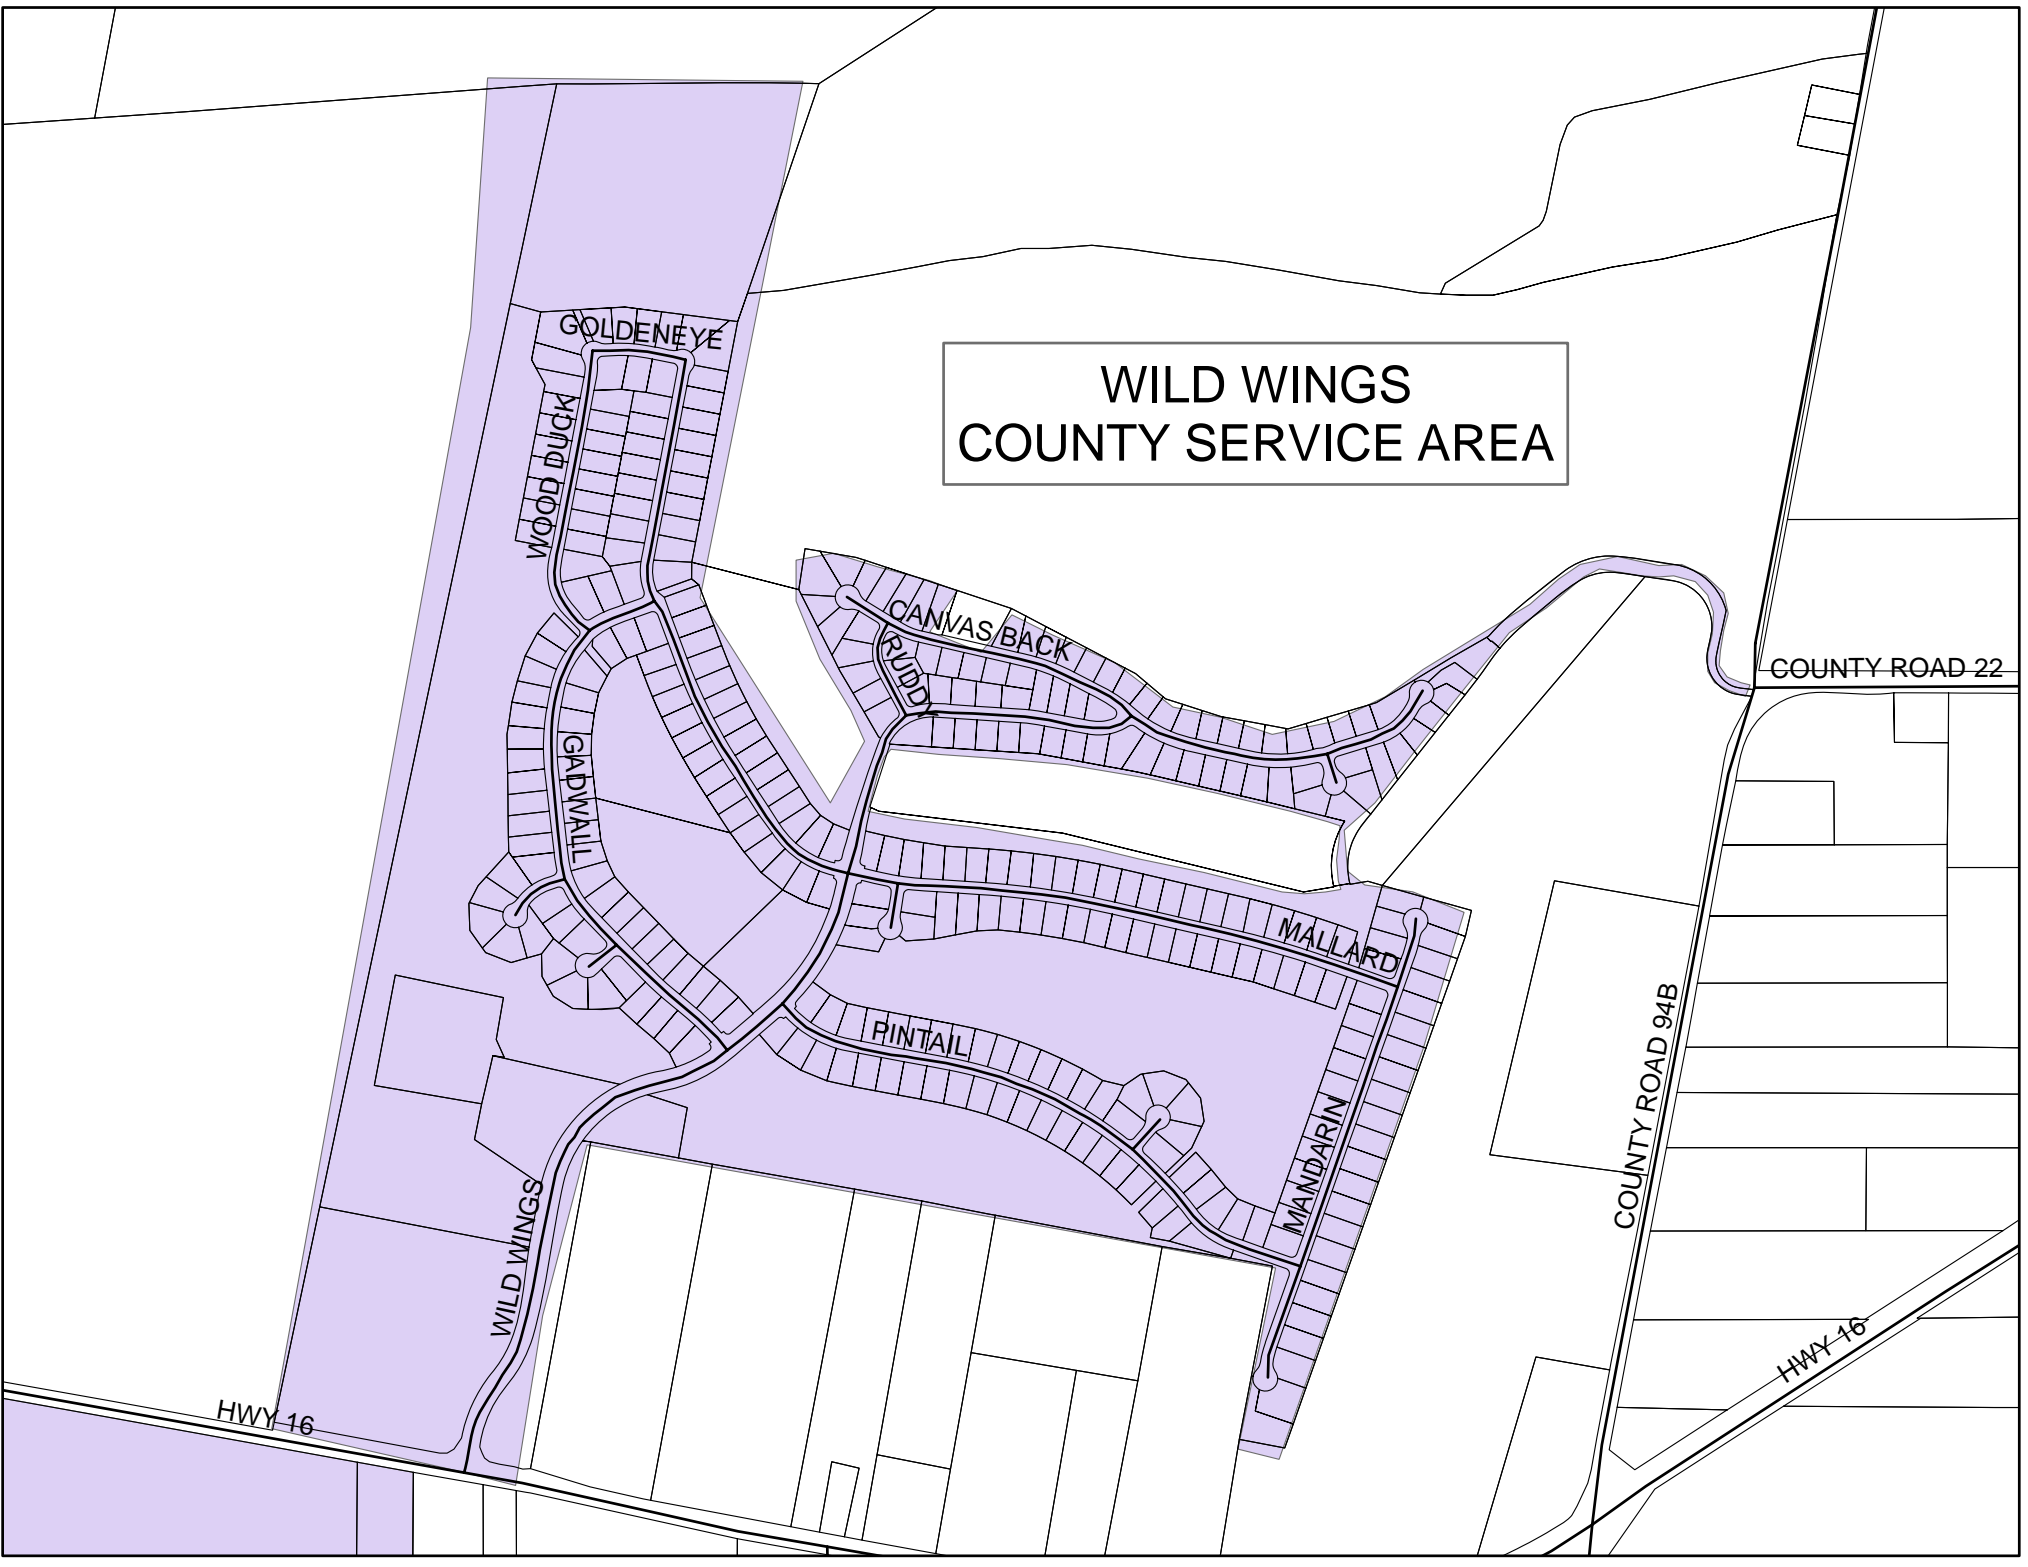 GOLDENEYE
WILD WINGS
COUNTY SERVICE AREA
WOOD DUCK
CANVAS BACK
RUDDY
COUNTY ROAD 22
GADWALL
MALLARD
PINTAIL
COUNTY ROAD 94B
MANDARIN
WILD WINGS
HWY 16
HWY 16